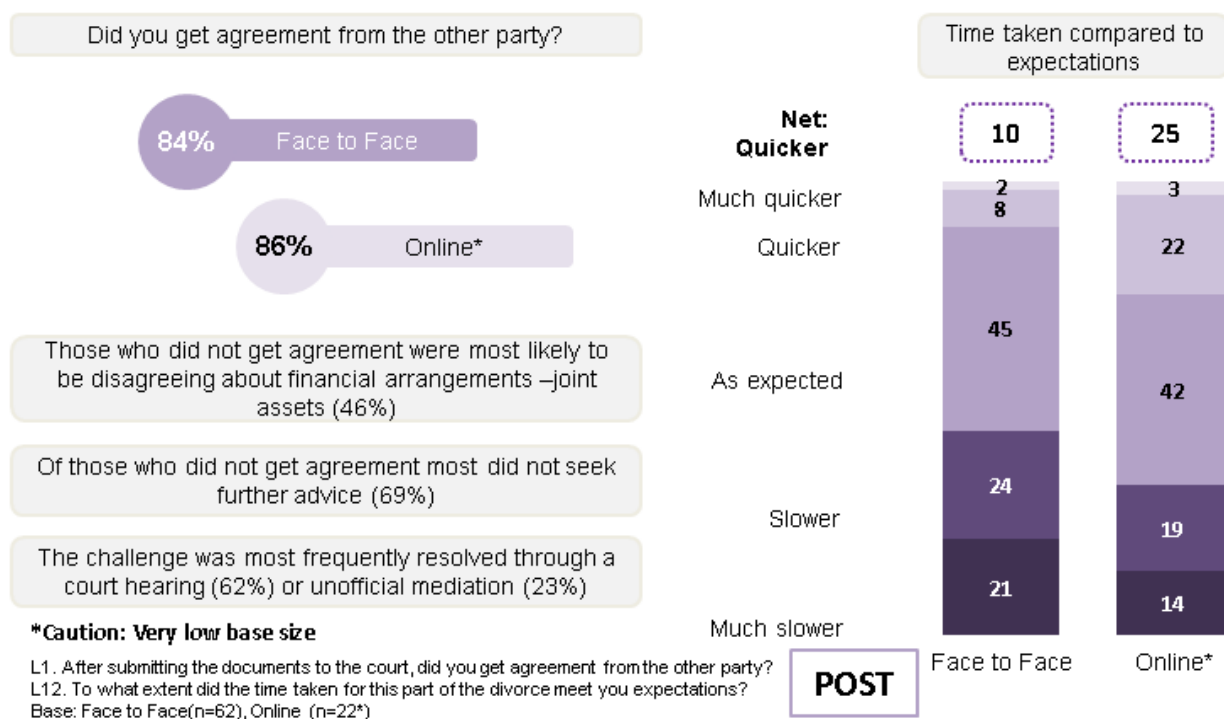 Did you get agreement from the other party?
84%
Face to Face
86%
Online*
Those who did not get agreement were most likely to
be disagreeing about financial arrangements –joint
assets (46%)
Of those who did not get agreement most did not seek
further advice (69%)
The challenge was most frequently resolved through a
court hearing (62%) or unofficial mediation (23%)
*Caution: Very low base size
L1. After submitting the documents to the court, did you get agreement from the other party?
L12. To what extent did the time taken for this part of the divorce meet you expectations?
Base: Face to Face(n=62), Online (n=22*)
Time taken compared to
expectations
Net:
Quicker
10
25
Much quicker
2
3
Quicker
8
22
As expected
45
42
Slower
24
19
Much slower
21
14
Face to Face
Online*
POST